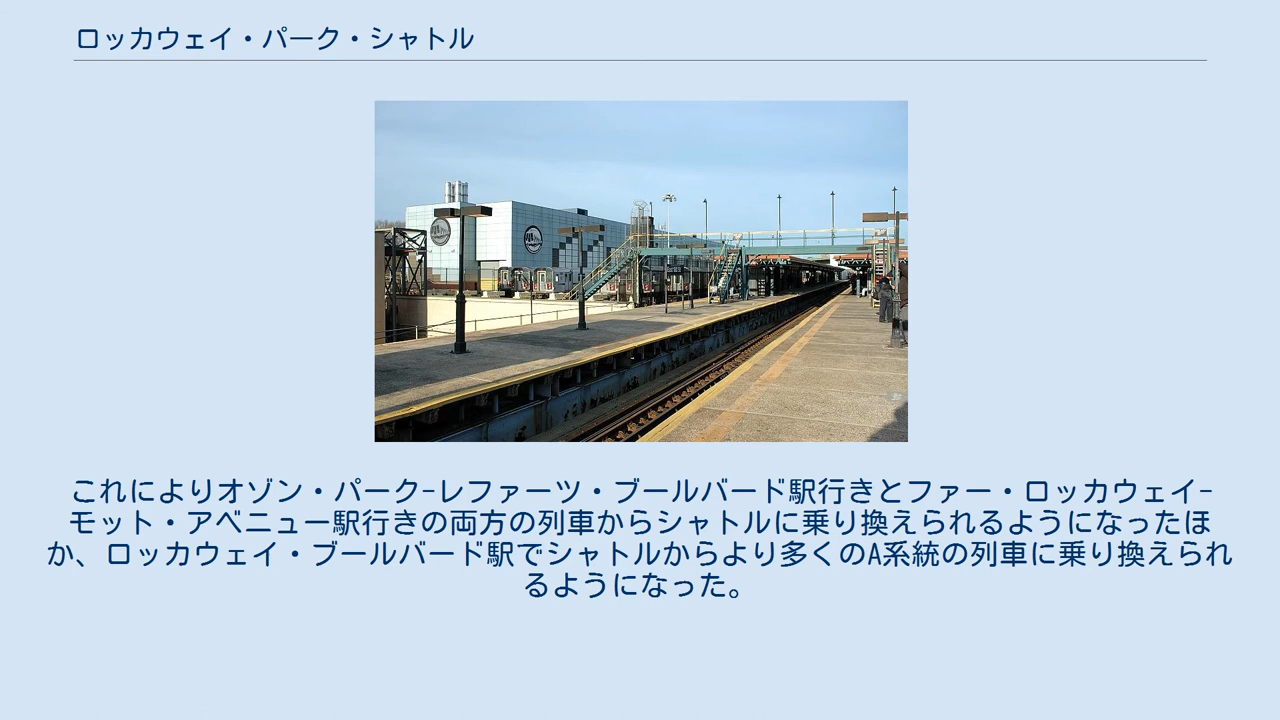 ロッカウェイ・パーク・シャトル
これによりオゾン・パーク-レファーツ・ブールバード駅行きとファー・ロッカウェイ-
モット・アベニュー駅行きの両方の列車からシャトルに乗り換えられるようになったほ
か、ロッカウェイ・ブールバード駅でシャトルからより多くのA系統の列車に乗り換えられ
るようになった。